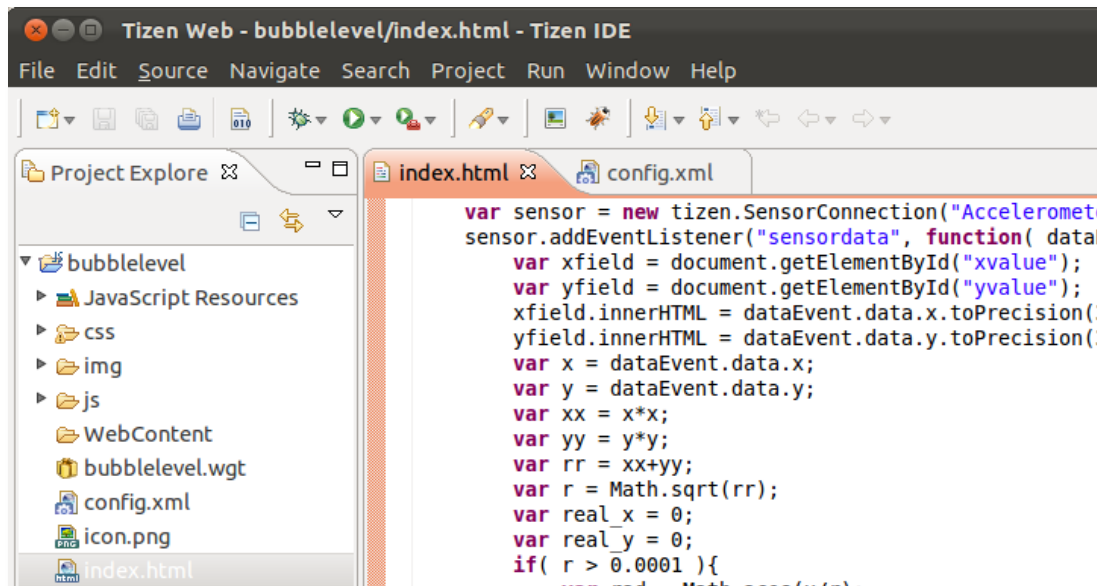 Tizen Web - bubblelevel/index.html - Tizen IDE
File Edit Source Navigate Search Project Run Window Help
010
Project Explore
index.html
config.xml
bubblelevel
JavaScript Resources
css
img
js
WebContent
bubblelevel.wgt
config.xml
icon.png
index.html
var sensor = new tizen.SensorConnection("Acceleromet
sensor.addEventListener("sensordata", function( data
var xfield = document.getElementById("xvalue");
var yfield = document.getElementById("yvalue");
xfield.innerHTML = dataEvent.data.x.toPrecision(
yfield.innerHTML = dataEvent.data.y.toPrecision(
var x = dataEvent.data.x;
var y = dataEvent.data.y;
var xx = x*x;
var yy = y*y;
var rr = xx+yy;
var r = Math.sqrt(rr);
var real_x = 0;
var real_y = 0;
if( r > 0.0001 ){